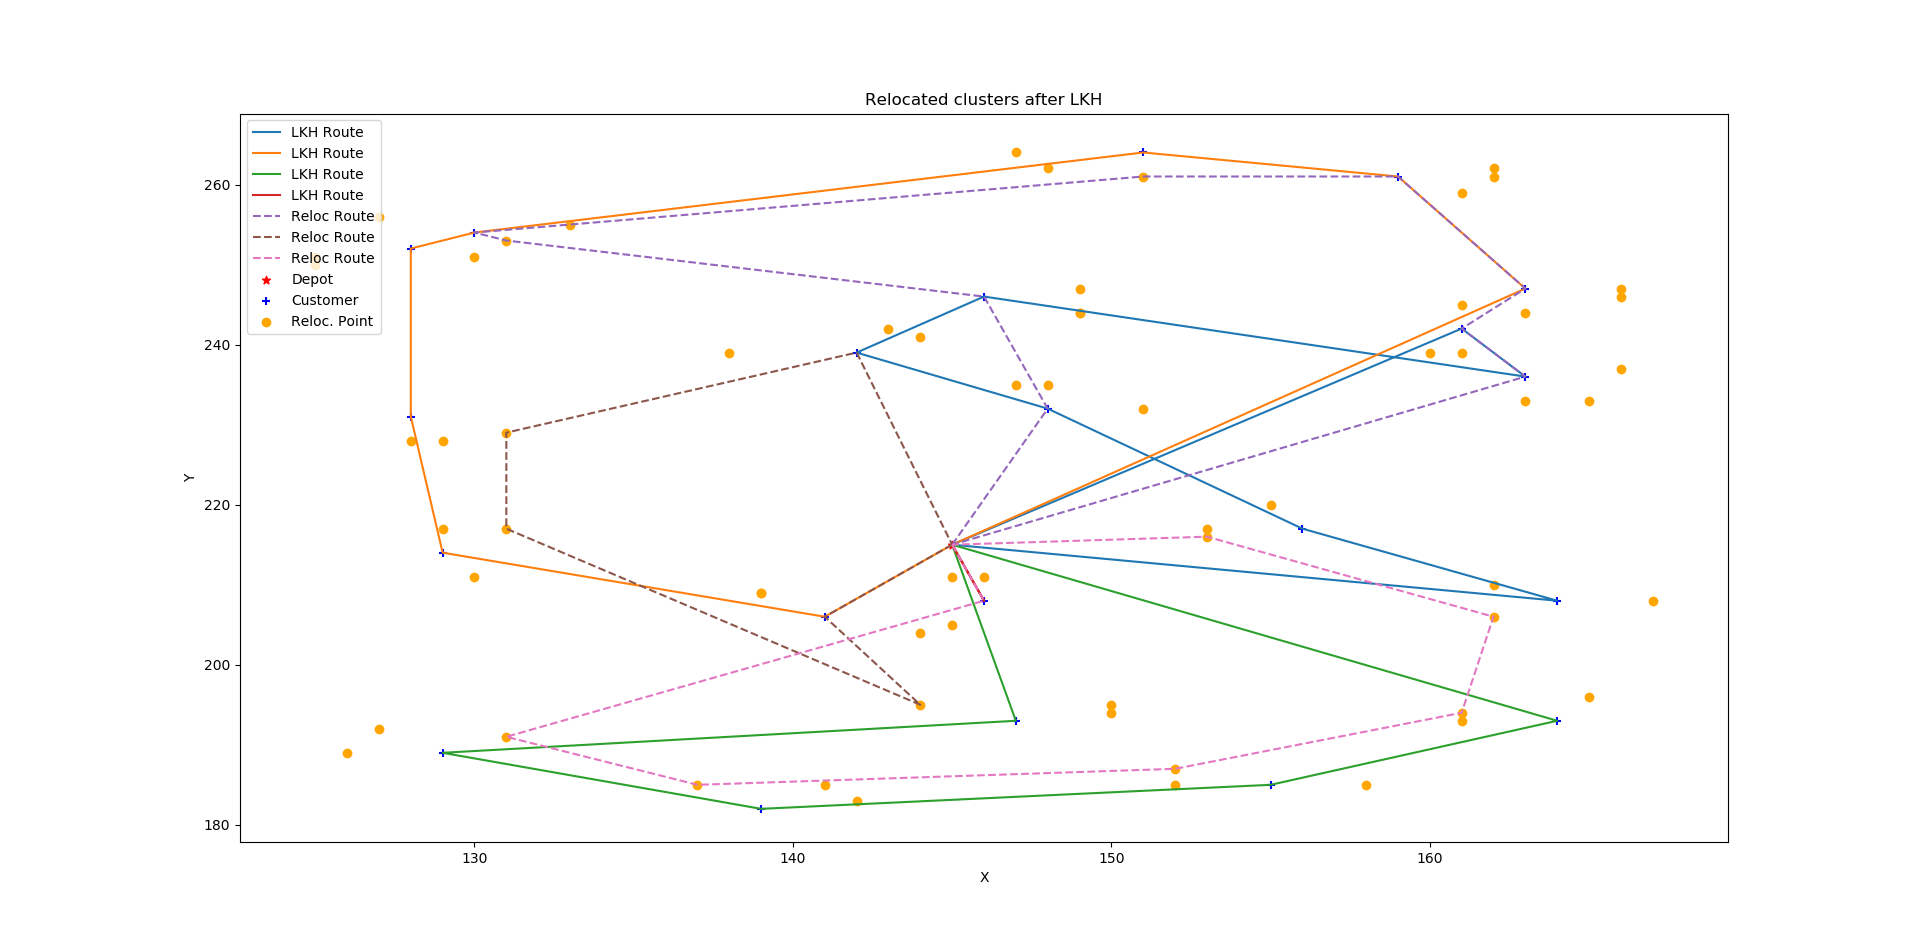 Relocated clusters after LKH
LKH Route
LKH Route
LKH Route
LKH Route
Reloc Route
Reloc Route
Reloc Route
Depot
Customer
Reloc. Point
260
240
220
200
180
Y
130
140
150
160
X